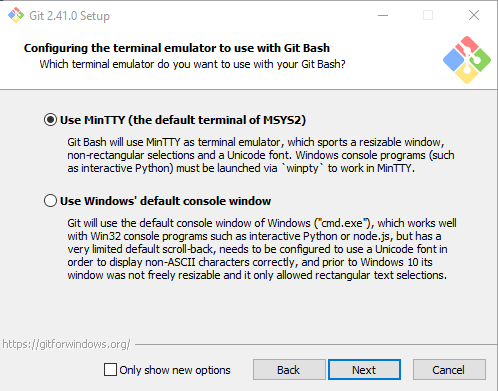 Git 2.41.0 Setup
Configuring the terminal emulator to use with Git Bash
Which terminal emulator do you want to use with your Git Bash?
Use MinTTY (the default terminal of MSYS2)
Git Bash will use MinTTY as terminal emulator, which sports a resizable window,
non-rectangular selections and a Unicode font. Windows console programs (such
as interactive Python) must be launched via `winpty` to work in MinTTY.
Use Windows' default console window
Git will use the default console window of Windows ("cmd.exe"), which works well
with Win32 console programs such as interactive Python or node.js, but has a
very limited default scroll-back, needs to be configured to use a Unicode font in
order to display non-ASCII characters correctly, and prior to Windows 10 its
window was not freely resizable and it only allowed rectangular text selections.
https://gitforwindows.org/
Only show new options
Back
Next
Cancel